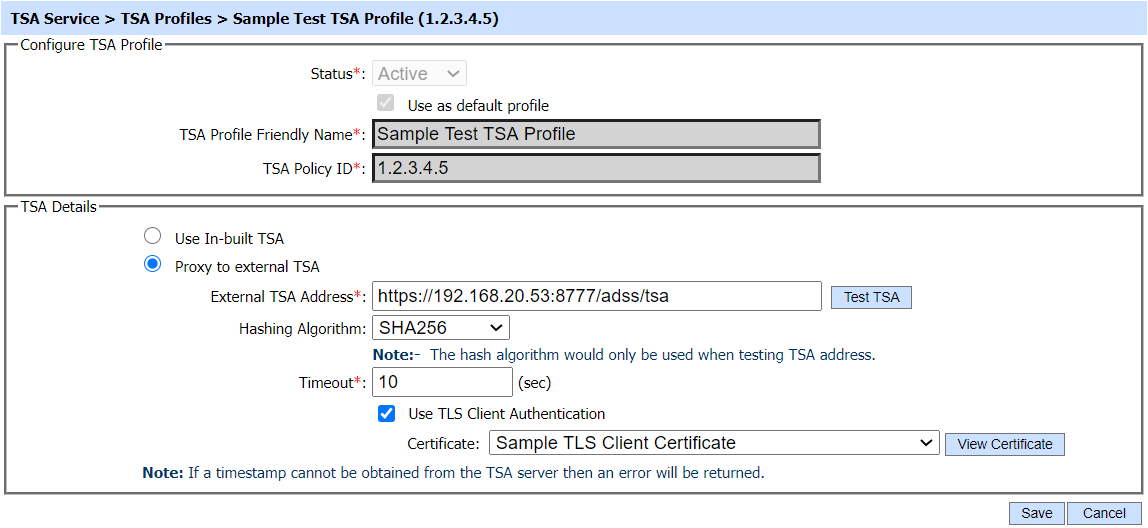 TSA Service > TSA Profiles > Sample Test TSA Profile (1.2.3.4.5)
Configure TSA Profile
Status*: Active
Use as default profile
TSA Profile Friendly Name*: Sample Test TSA Profile
TSA Policy ID*: 1.2.3.4.5
TSA Details
Use In-built TSA
Proxy to external TSA
External TSA Address*: https://192.168.20.53:8777/adss/tsa Test TSA
Hashing Algorithm: SHA256
Note:- The hash algorithm would only be used when testing TSA address.
Timeout*: 10 (sec)
Use TLS Client Authentication
Certificate: Sample TLS Client Certificate View Certificate
Note: If a timestamp cannot be obtained from the TSA server then an error will be returned.
Save Cancel